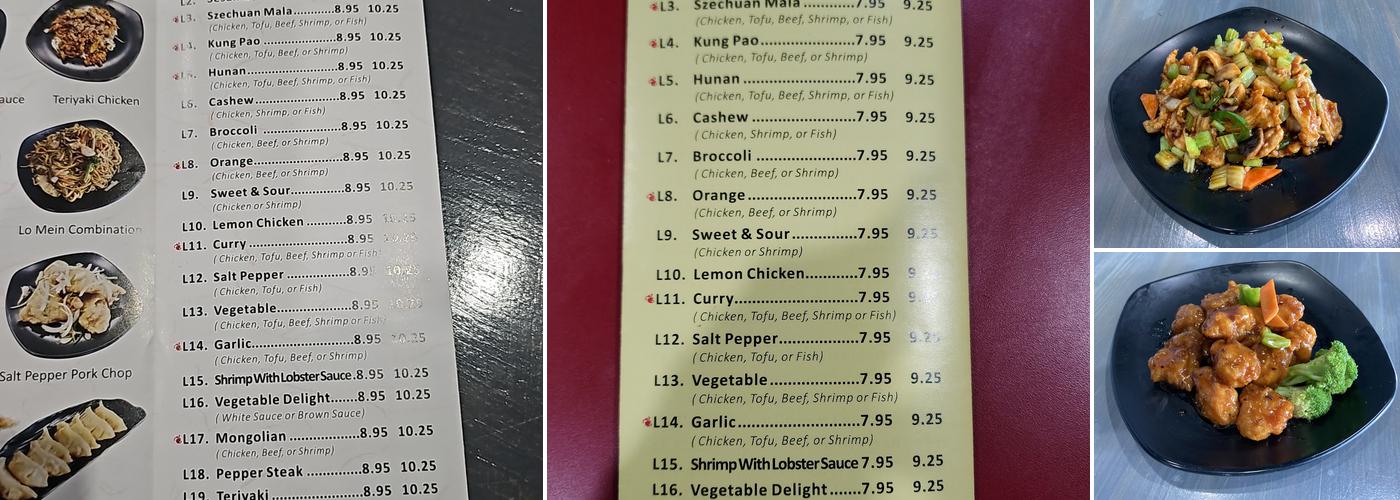 auce
Teriyaki Chicken
Lo Mein Combination
Salt Pepper Pork Chop
L2.
L3. Szechuan Mala............8.95 10.25
(Chicken, Tofu, Beef, Shrimp, or Fish)
L4. Kung Pao ..................8.95 10.25
( Chicken, Tofu, Beef, or Shrimp)
Hunan ......................8.95 10.25
(Chicken, Tofu, Beef, Shrimp, or Fish)
L6. Cashew.....................8.95 10.25
( Chicken, Shrimp, or Fish)
L7. Broccoli ....................8.95 10.25
( Chicken, Beef, or Shrimp)
L8. Orange.....................8.95 10.25
(Chicken, Beef, or Shrimp)
L9. Sweet & Sour.............8.95 10.25
(Chicken or Shrimp)
L10. Lemon Chicken .........8.95
L11. Curry .......................8.95
( Chicken, Tofu, Beef, Shrimp or Fish
L12. Salt Pepper ..............8.95 10.25
(Chicken, Tofu, or Fish)
L13. Vegetable.................8.95 10.25
( Chicken, Tofu, Beef, Shrimp or Fish)
L14. Garlic.......................8.95 10.25
(Chicken, Tofu, Beef, or Shrimp)
L15. Shrimp With Lobster Sauce .8.95 10.25
L16. Vegetable Delight.......8.95 10.25
( White Sauce or Brown Sauce)
L17. Mongolian ................8.95 10.25
( Chicken, Tofu, Beef, or Shrimp)
L18. Pepper Steak ............8.95 10.25
L19. Teriyaki ....................8.95 10.25
L3. Szechuan Mala............7.95 9.25
(Chicken, Tofu, Beef, Shrimp, or Fish)
L4. Kung Pao...................7.95 9.25
( Chicken, Tofu, Beef, or Shrimp)
L5. Hunan ......................7.95 9.25
(Chicken, Tofu, Beef, Shrimp, or Fish)
L6. Cashew.....................7.95 9.25
( Chicken, Shrimp, or Fish)
L7. Broccoli ....................7.95 9.25
( Chicken, Beef, or Shrimp)
L8. Orange.....................7.95 9.25
(Chicken, Beef, or Shrimp)
L9. Sweet & Sour.............7.95 9.25
(Chicken or Shrimp)
L10. Lemon Chicken...........7.95
L11. Curry........................7.95
( Chicken, Tofu, Beef, Shrimp or Fish)
L12. Salt Pepper................7.95 9.25
(Chicken, Tofu, or Fish)
L13. Vegetable..................7.95 9.25
( Chicken, Tofu, Beef, Shrimp or Fish)
L14. Garlic........................7.95 9.25
( Chicken, Tofu, Beef, or Shrimp)
L15. Shrimp With Lobster Sauce 7.95 9.25
L16. Vegetable Delight.......7.95 9.25